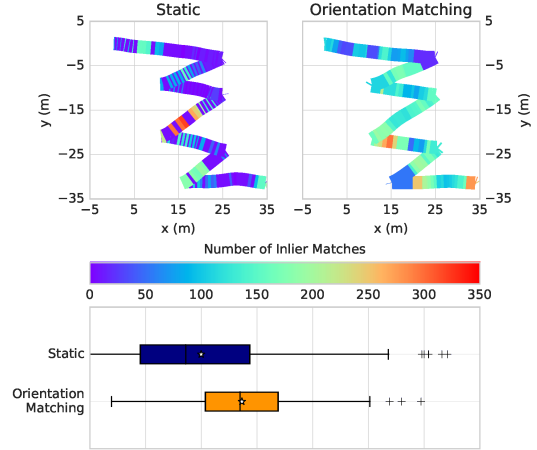 Static
Orientation Matching
5
−5
−15
−25
−35
y (m)
−5
5
15
25
35
x (m)
5
−5
−15
−25
−35
y (m)
−5
5
15
25
35
x (m)
Number of Inlier Matches
0
50
100
150
200
250
300
350
Static
Orientation
Matching